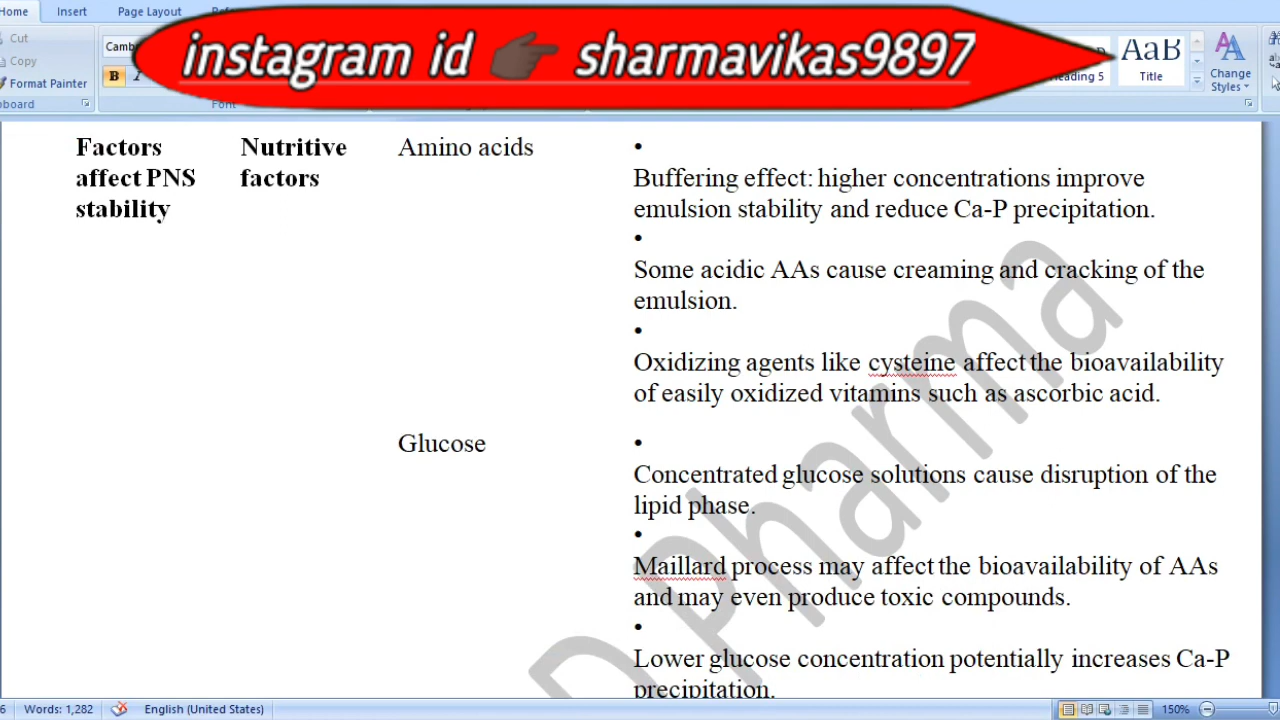 Home Insert Page Layout
instagram id 👉🏿 sharmavikas9897
Cut
Copy
Format Painter
Font
AaB
Title
Change
Styles
Factors
affect PNS
stability
Nutritive
factors
Amino acids
•
Buffering effect: higher concentrations improve
emulsion stability and reduce Ca-P precipitation.
•
Some acidic AAs cause creaming and cracking of the
emulsion.
•
Oxidizing agents like cysteine affect the bioavailability
of easily oxidized vitamins such as ascorbic acid.
Glucose
•
Concentrated glucose solutions cause disruption of the
lipid phase.
•
Maillard process may affect the bioavailability of AAs
and may even produce toxic compounds.
•
Lower glucose concentration potentially increases Ca-P
precipitation.
D Pharma
Words: 1,282 English (United States) 150%